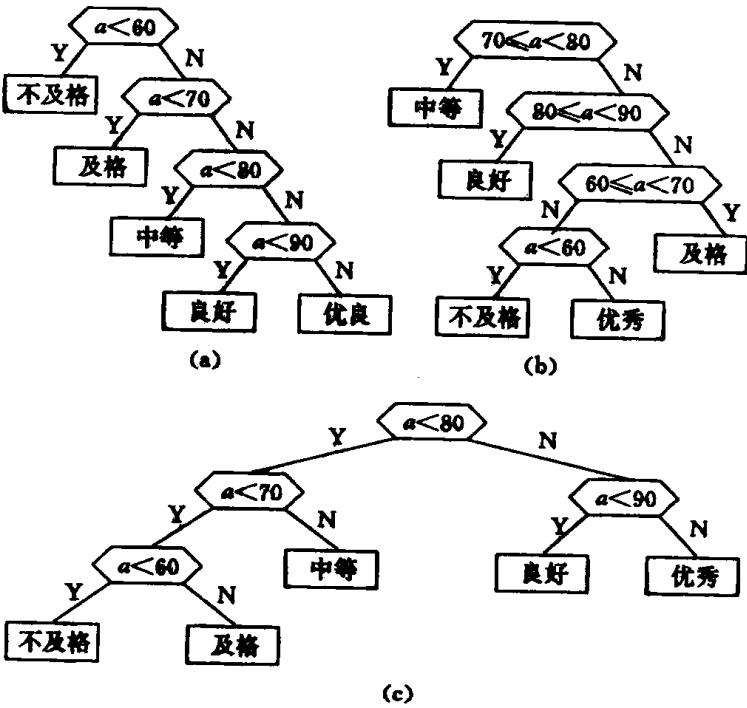 a<60
Y
N
不及格
a<70
Y
N
及格
a<80
Y
N
中等
a<90
Y
N
良好
优良
(a)
70≤a<80
Y
N
中等
80≤a<90
Y
N
良好
60≤a<70
N
Y
a<60
及格
Y
N
不及格
优秀
(b)
a<80
Y
N
a<70
a<90
Y
N
Y
N
a<60
中等
良好
优秀
Y
N
不及格
及格
(c)